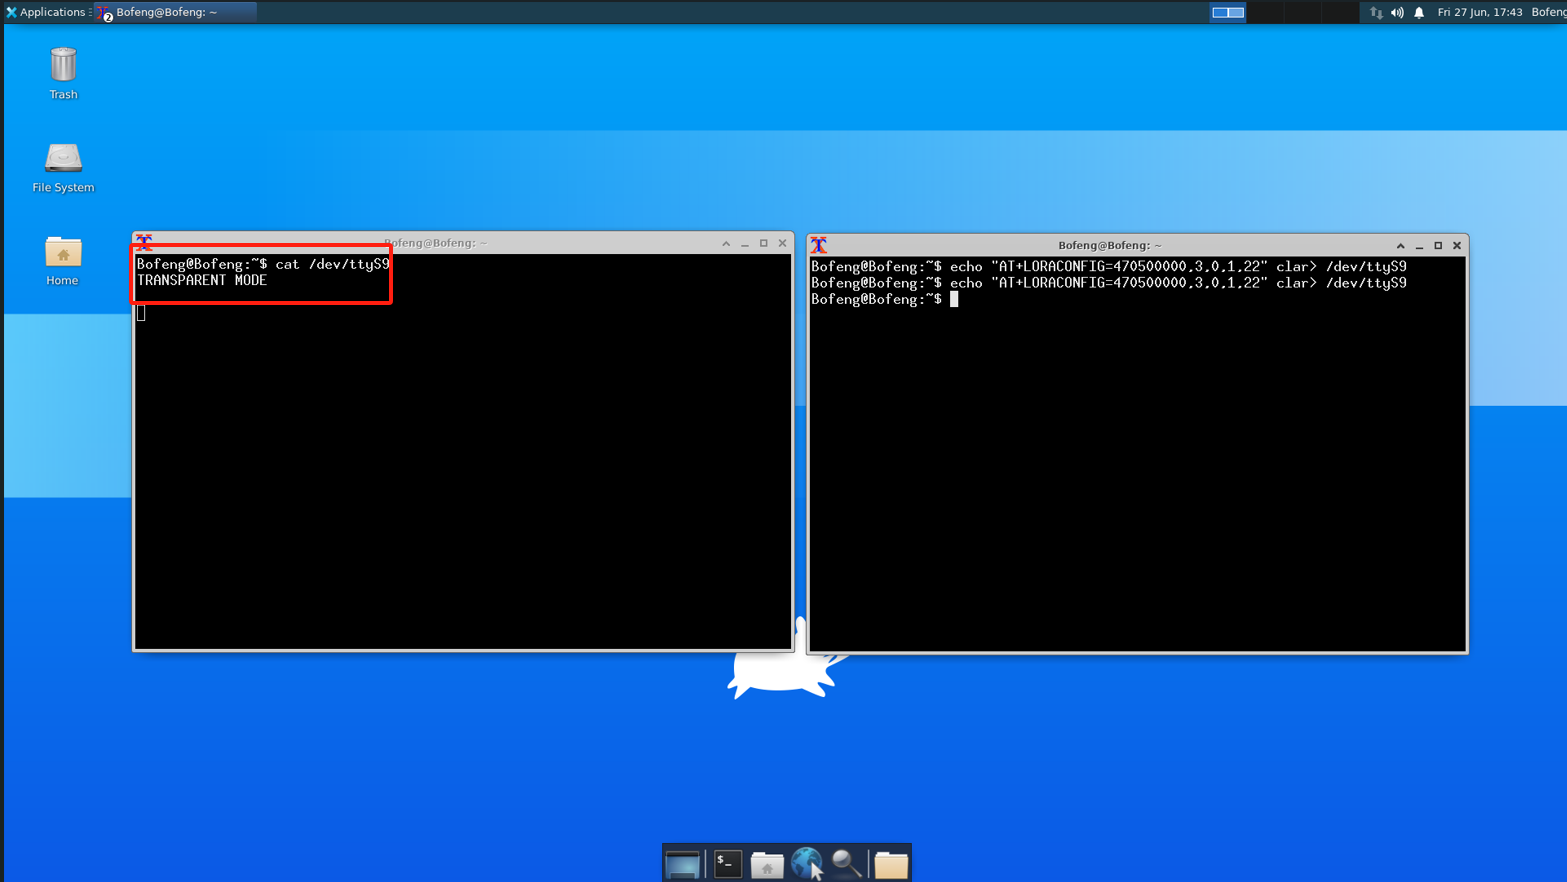 Applications
2
Bofeng@Bofeng: ~
Fri 27 Jun, 17:43
Bofeng
Trash
File System
Home
Bofeng@Bofeng: ~
Bofeng@Bofeng:~$ cat /dev/ttyS9
TRANSPARENT MODE
Bofeng@Bofeng: ~
Bofeng@Bofeng:~$ echo "AT+LORACONFIG=470500000,3,0,1,22" clar> /dev/ttyS9
Bofeng@Bofeng:~$ echo "AT+LORACONFIG=470500000,3,0,1,22" clar> /dev/ttyS9
Bofeng@Bofeng:~$
$_